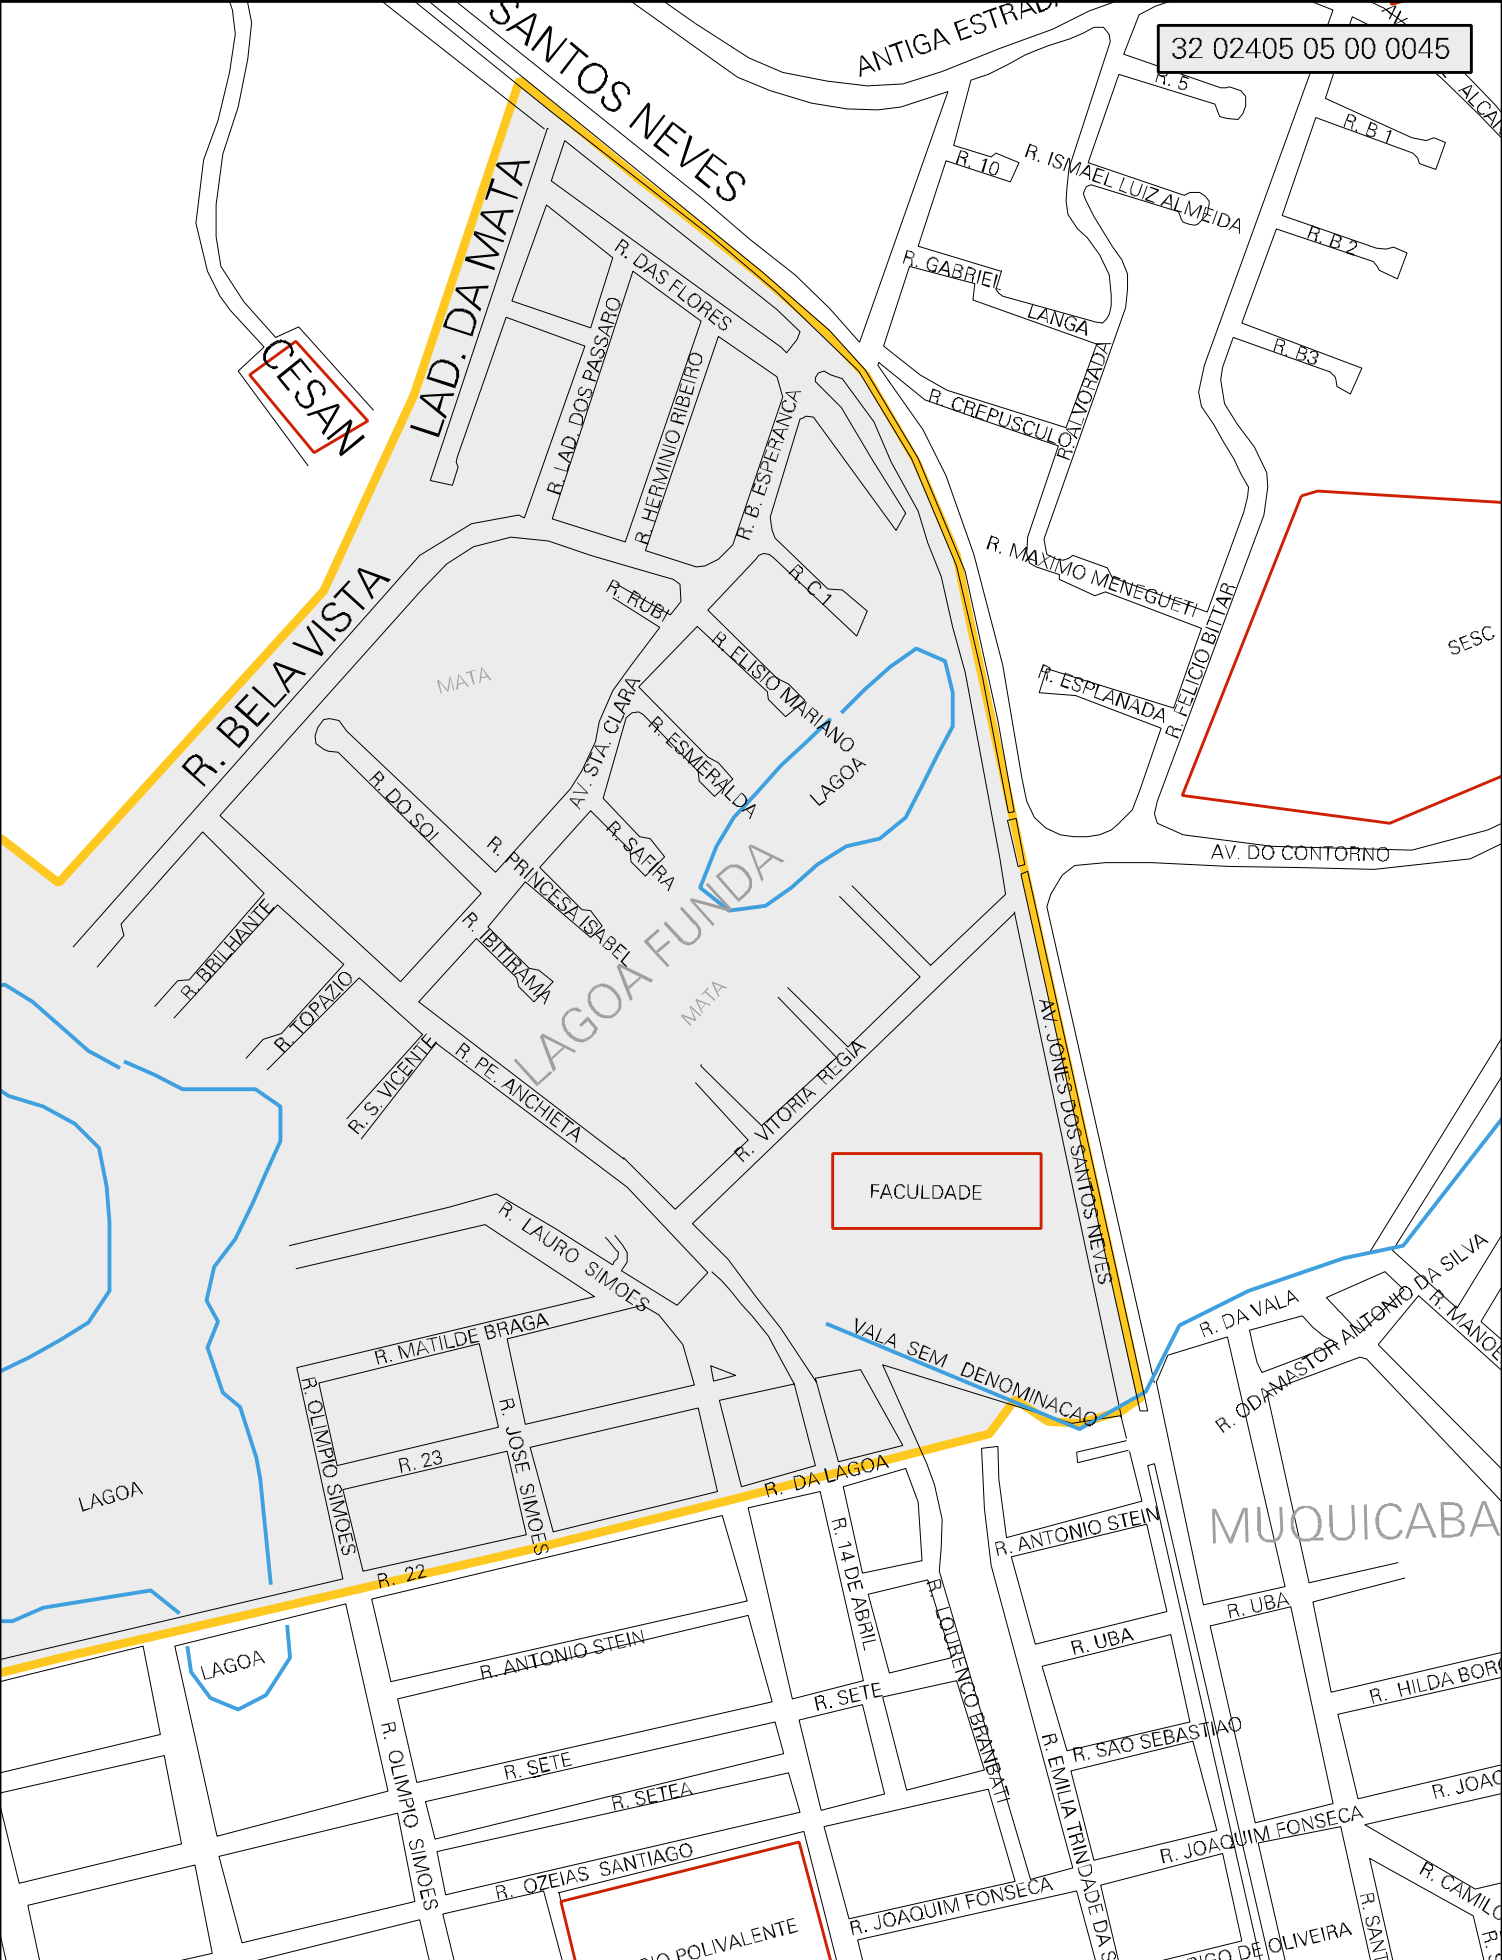 32 02405 05 00 0045
SANTOS NEVES
ANTIGA
R. 5
R. B 1
R. 10
R. ISMAEL LUIZ ALMEIDA
LAD. DA MATA
R. DAS FLORES
R. GABRIEL
LANGA
R. B 2
R. B3
CESAN
R. LAD. DOS PASSARO
R. HERMINIO RIBEIRO
R. B. ESPERANCA
R. CREPUSCULO
R. ALVORADA
R. MAXIMO MENEGUETI
R. C 1
R. RUBI
R. BELA VISTA
MATA
R. ELISIO MARIANO
R. ESPLANADA
R. FELICIO BITTAR
SESC
AV. STA. CLARA
R. ESMERALDA
LAGOA
R. DO SOL
R. SAFIRA
R. PRINCESA ISABEL
AV. DO CONTORNO
LAGOA FUNDA
R. IBITIRAMA
R. BRILHANTE
R. TOPAZIO
MATA
R. S. VICENTE
R. PE. ANCHIETA
R. VITORIA REGIA
AV. JONES DOS SANTOS NEVES
FACULDADE
R. LAURO SIMOES
R. MATILDE BRAGA
VALA SEM DENOMINACAO
R. DA VALA
R. ODAMASTOR ANTONIO DA SILVA
R. OLIMPIO SIMOES
R. JOSE SIMOES
R. 23
LAGOA
R. DA LAGOA
R. 22
MUQUICABA
R. ANTONIO STEIN
R. 14 DE ABRIL
R. LOURENCO BRANBATI
R. UBA
R. UBA
LAGOA
R. ANTONIO STEIN
R. SETE
R. HILDA
R. SAO SEBASTIAO
R. OLIMPIO SIMOES
R. SETE
R. SETEA
R. EMILIA TRINDADE DA
R. JOAQUIM FONSECA
R. OZEIAS SANTIAGO
R. JOAQUIM FONSECA
POLIVALENTE
DE OLIVEIRA